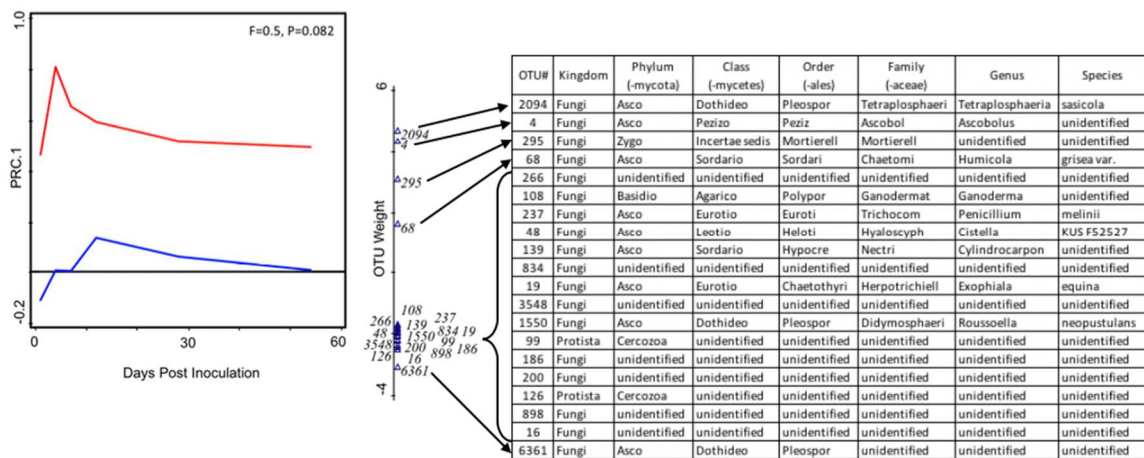 1.0
F=0.5, P=0.082
PRC.1
-0.2
0
30
60
Days Post Inoculation
6
OTU Weight
-4
2094
4
295
68
108
237
266
139
834 19
48
1550
99
3548
200
898
186
126
16
6361
OTU# Kingdom Phylum (-mycota) Class (-mycetes) Order (-ales) Family (-aceae) Genus Species
2094 Fungi Asco Dothideo Pleospor Tetraplosphaeri Tetraplosphaeria sasicola
4 Fungi Asco Pezizo Peziz Ascobol Ascobolus unidentified
295 Fungi Zygo Incertae sedis Mortierell Mortierell unidentified unidentified
68 Fungi Asco Sordario Sordari Chaetomi Humicola grisea var.
266 Fungi unidentified unidentified unidentified unidentified unidentified unidentified
108 Fungi Basidio Agarico Polypor Ganodermat Ganoderma unidentified
237 Fungi Asco Eurotio Euroti Trichocom Penicillium melinii
48 Fungi Asco Leotio Heloti Hyaloscyph Cistella KUS F52527
139 Fungi Asco Sordario Hypocre Nectri Cylindrocarpon unidentified
834 Fungi unidentified unidentified unidentified unidentified unidentified unidentified
19 Fungi Asco Eurotio Chaetothyri Herpotrichiell Exophiala equina
3548 Fungi unidentified unidentified unidentified unidentified unidentified unidentified
1550 Fungi Asco Dothideo Pleospor Didymosphaeri Roussoella neopustulans
99 Protista Cercozoa unidentified unidentified unidentified unidentified unidentified
186 Fungi unidentified unidentified unidentified unidentified unidentified unidentified
200 Fungi unidentified unidentified unidentified unidentified unidentified unidentified
126 Protista Cercozoa unidentified unidentified unidentified unidentified unidentified
898 Fungi unidentified unidentified unidentified unidentified unidentified unidentified
16 Fungi unidentified unidentified unidentified unidentified unidentified unidentified
6361 Fungi Asco Dothideo Pleospor unidentified unidentified unidentified